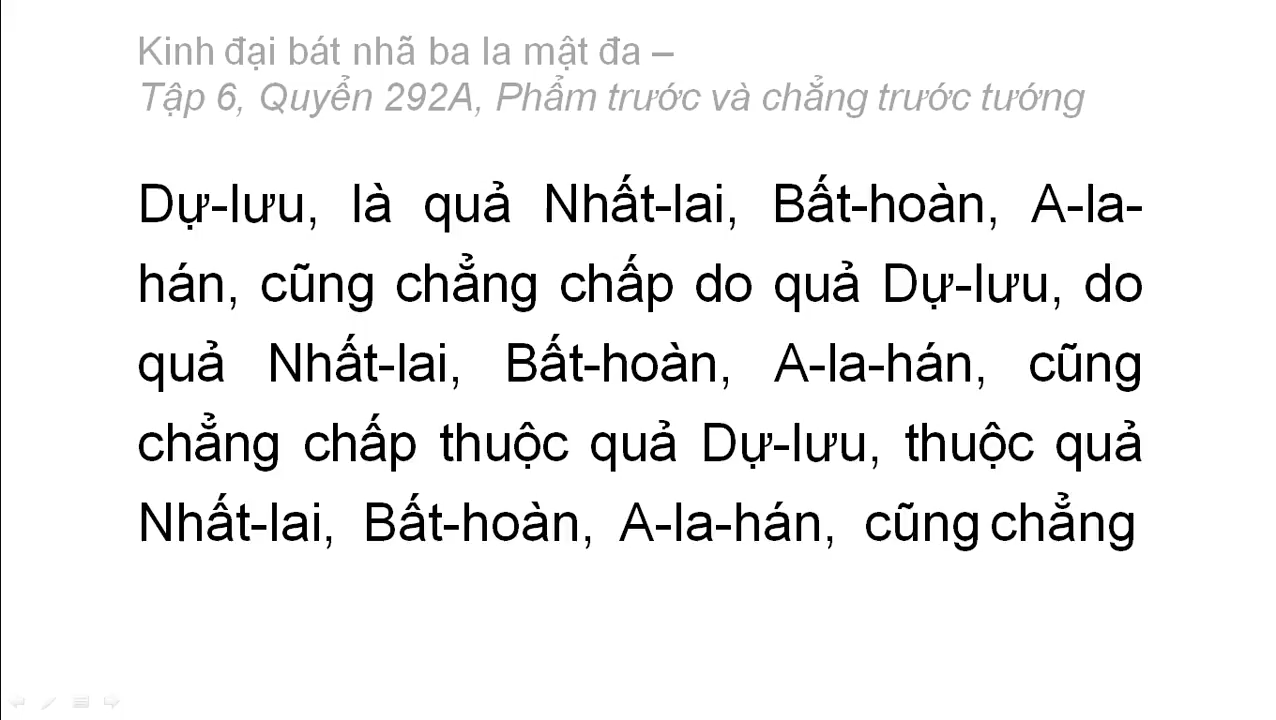 Kinh đại bát nhã ba la mật đa –
Tập 6, Quyển 292A, Phẩm trước và chẳng trước tướng
Dự-lưu, là quả Nhất-lai, Bất-hoàn, A-la-
hán, cũng chẳng chấp do quả Dự-lưu, do
quả Nhất-lai, Bất-hoàn, A-la-hán, cũng
chẳng chấp thuộc quả Dự-lưu, thuộc quả
Nhất-lai, Bất-hoàn, A-la-hán, cũng chẳng